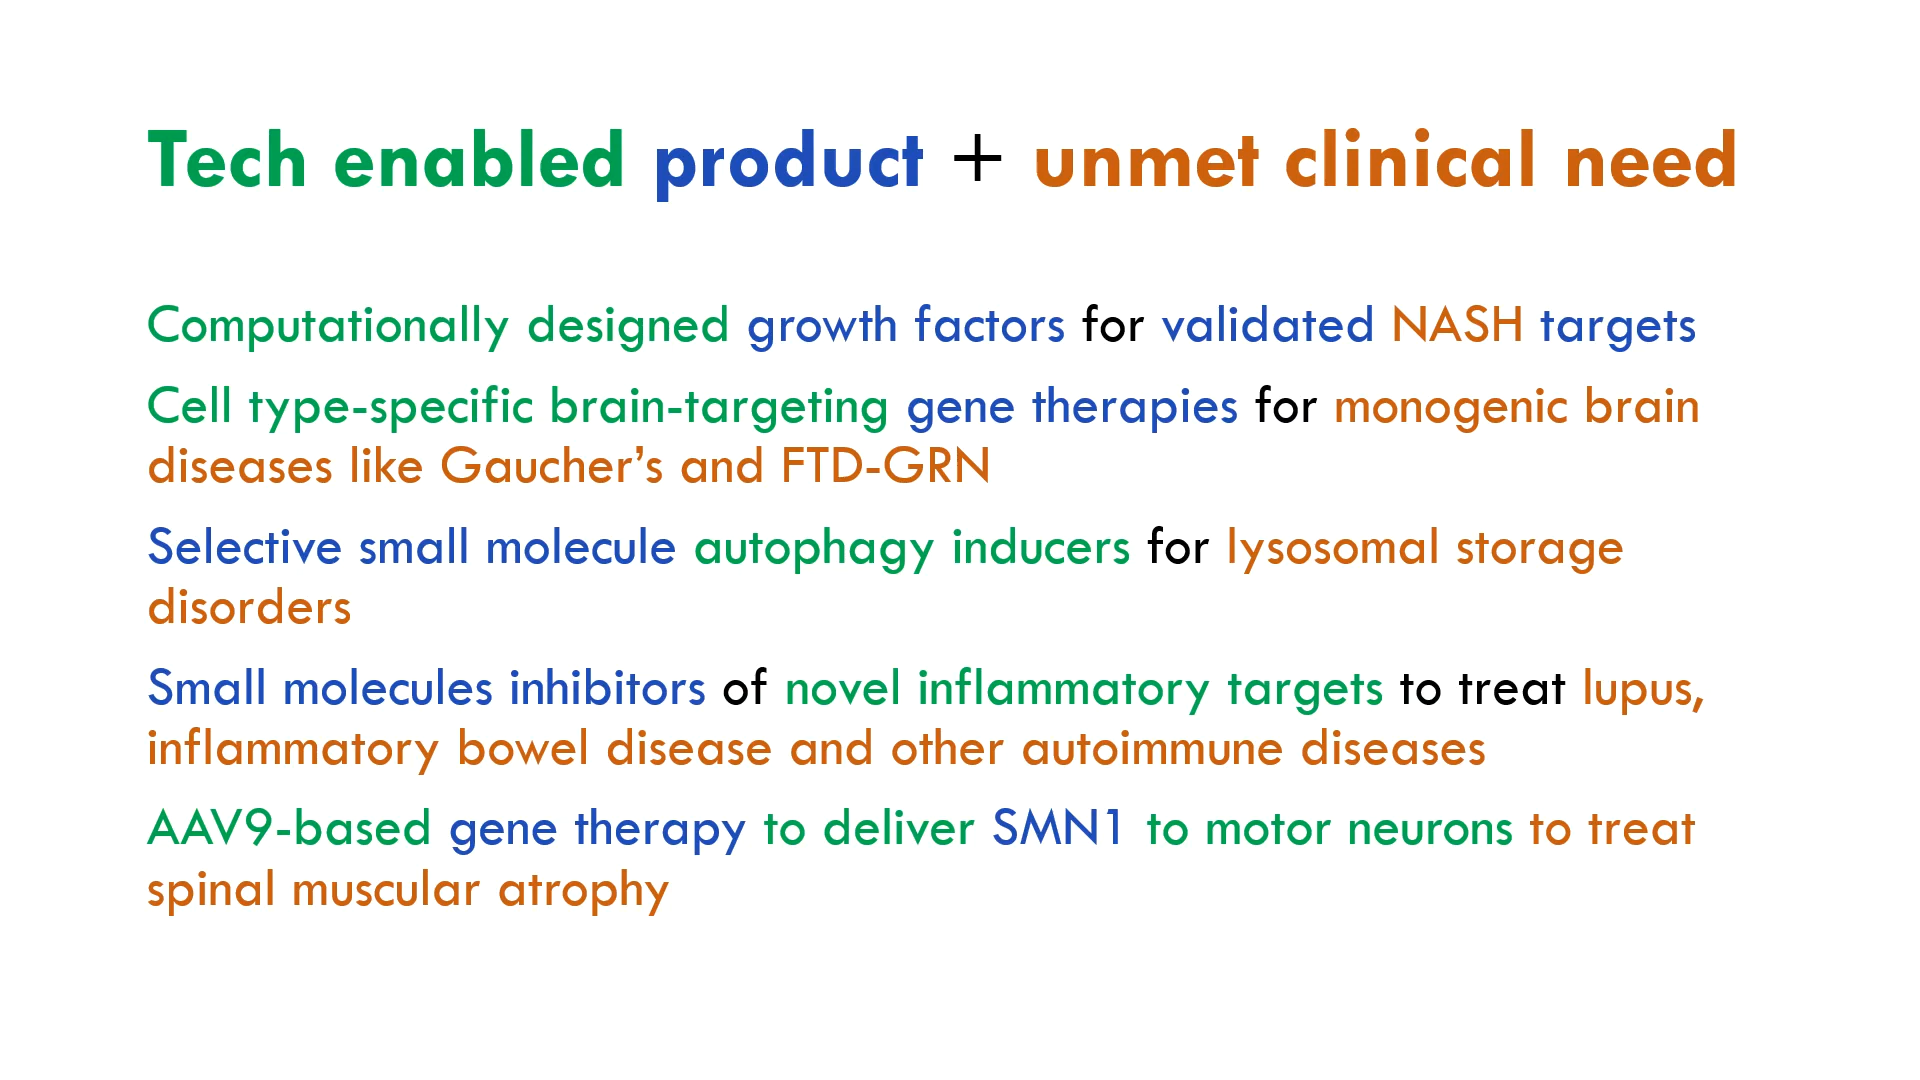 Tech enabled product + unmet clinical need
Computationally designed growth factors for validated NASH targets
Cell type-specific brain-targeting gene therapies for monogenic brain
diseases like Gaucher’s and FTD-GRN
Selective small molecule autophagy inducers for lysosomal storage
disorders
Small molecules inhibitors of novel inflammatory targets to treat lupus,
inflammatory bowel disease and other autoimmune diseases
AAV9-based gene therapy to deliver SMN1 to motor neurons to treat
spinal muscular atrophy